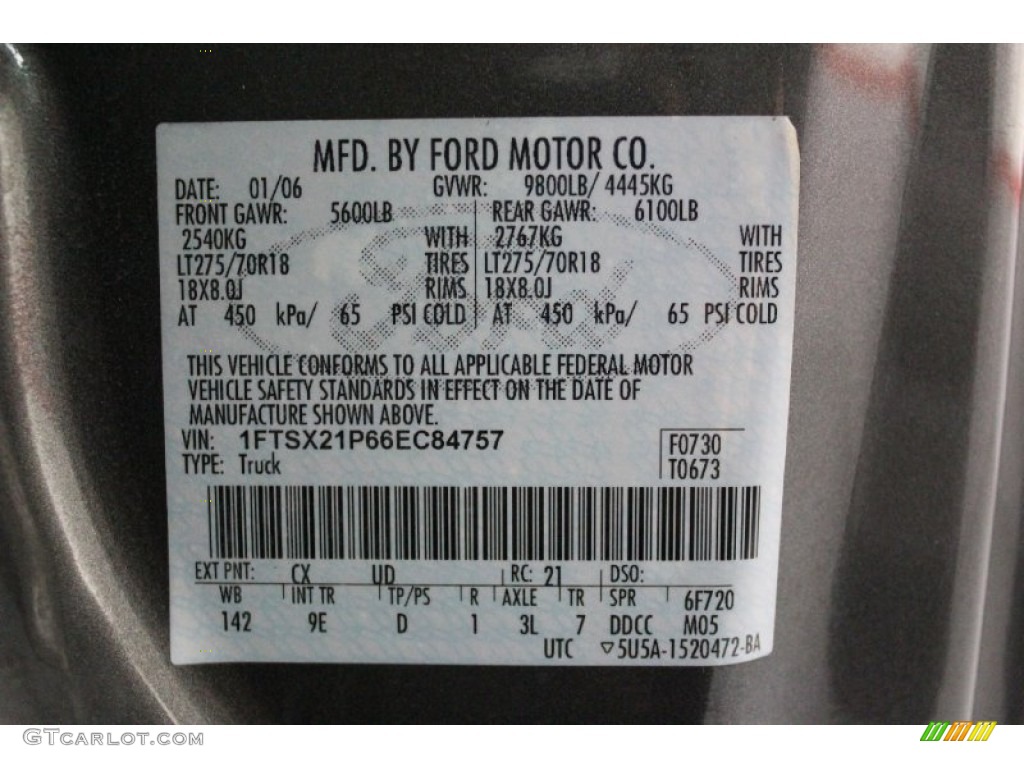 MFD. BY FORD MOTOR CO.
DATE: 01/06 GVWR: 9800LB/ 4445KG
FRONT GAWR: 5600LB REAR GAWR: 6100LB
2540KG WITH 2767KG WITH
LT275/70R18 TIRES LT275/70R18 TIRES
18X8.0J RIMS 18X8.0J RIMS
AT 450 kPa/ 65 PSI COLD AT 450 kPa/ 65 PSI COLD
THIS VEHICLE CONFORMS TO ALL APPLICABLE FEDERAL MOTOR
VEHICLE SAFETY STANDARDS IN EFFECT ON THE DATE OF
MANUFACTURE SHOWN ABOVE.
VIN: 1FTSX21P66EC84757 F0730
TYPE: Truck T0673
EXT PNT: CX UD RC: 21 DSO:
WB INT TR TP/PS R AXLE TR SPR 6F720
142 9E D 1 3L 7 DDCC M05
UTC ▽5U5A-1520472-BA
GTCarlot.com